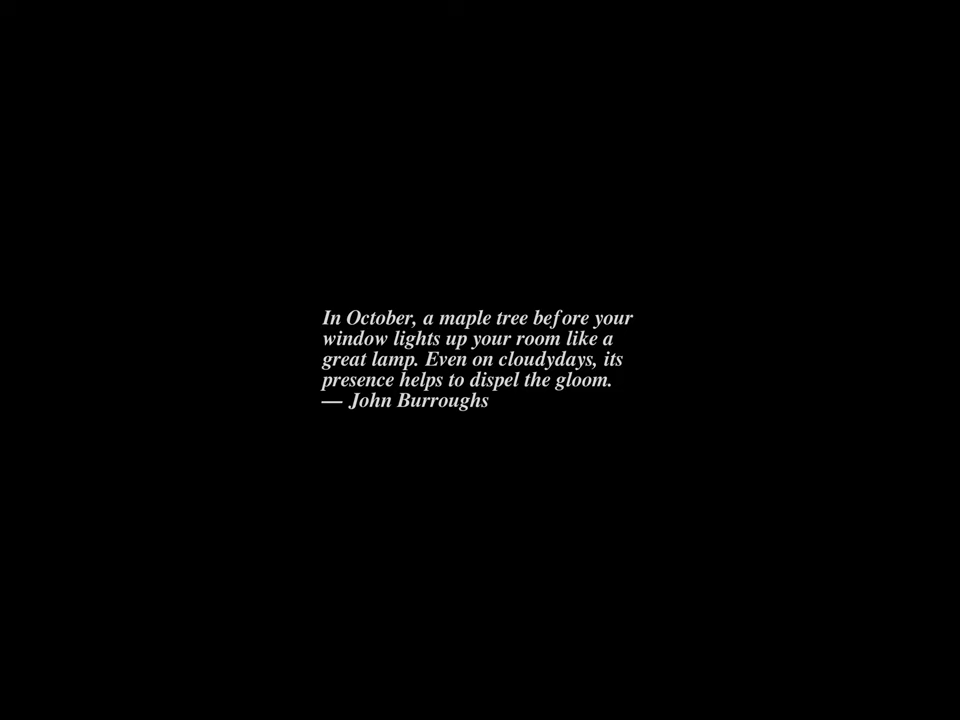 In October, a maple tree before your
window lights up your room like a
great lamp. Even on cloudydays, its
presence helps to dispel the gloom.
— John Burroughs